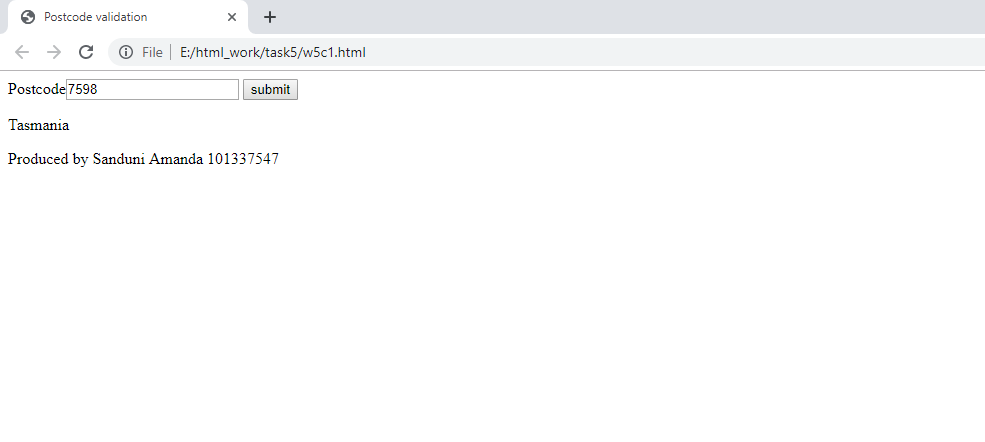 Postcode validation
File E:/html_work/task5/w5c1.html
Postcode 7598 submit
Tasmania
Produced by Sanduni Amanda 101337547